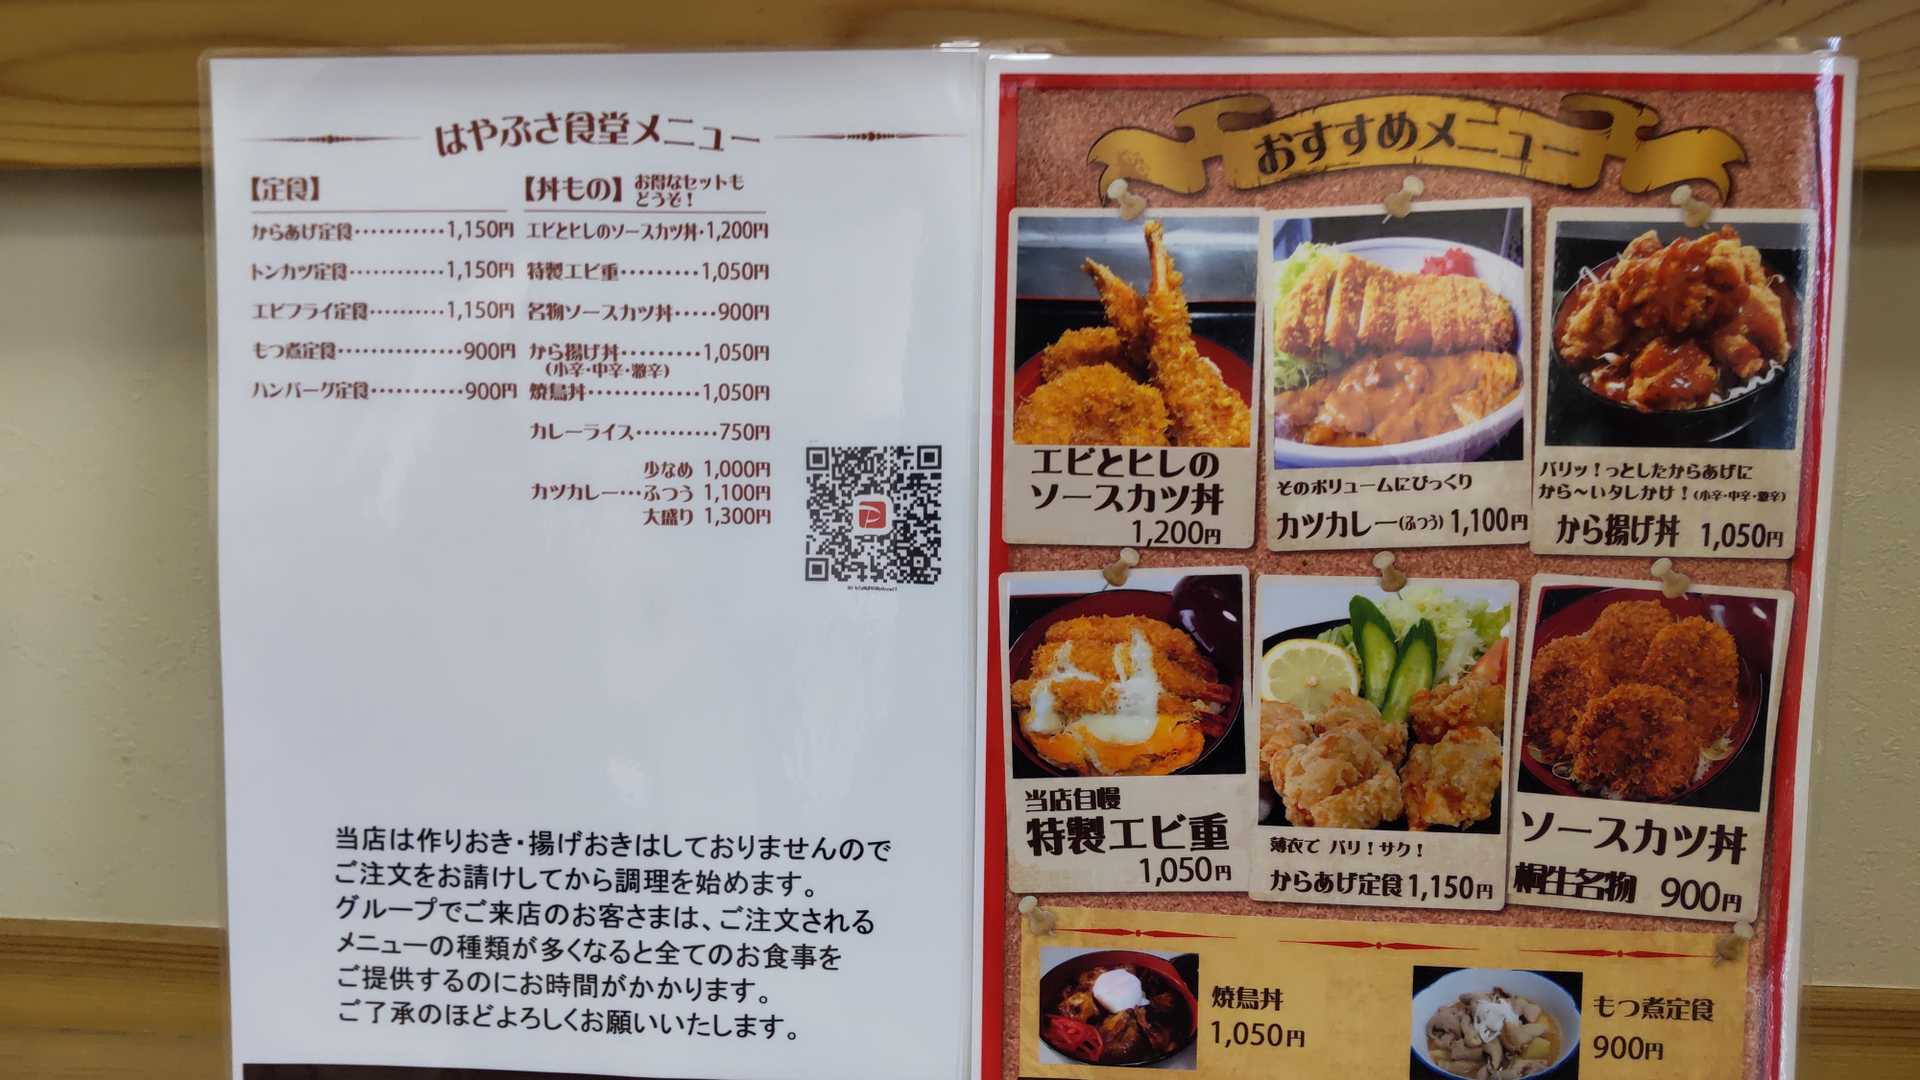 はやぶさ食堂メニュー
【定食】
からあげ定食…………1,150円
トンカツ定食…………1,150円
エビフライ定食………1,150円
もつ煮定食……………900円
ハンバーグ定食………900円
【丼もの】お得なセットも
どうぞ！
エビとヒレのソースカツ丼・1,200円
特製エビ重………1,050円
名物ソースカツ丼……900円
から揚げ丼………1,050円
（小辛・中辛・激辛）
焼鳥丼…………1,050円
カレーライス…………750円
少なめ 1,000円
カツカレー…ふつう 1,100円
大盛り 1,300円
当店は作りおき・揚げおきはしておりませんので
ご注文をお請けしてから調理を始めます。
グループでご来店のお客さまは、ご注文される
メニューの種類が多くなると全てのお食事を
ご提供するのにお時間がかかります。
ご了承のほどよろしくお願いいたします。
おすすめメニュー
エビとヒレの
ソースカツ丼
1,200円
そのボリュームにびっくり
カツカレー(ふつう) 1,100円
パリッ！っとしたからあげに
から〜いタレかけ！（小辛・中辛・激辛）
から揚げ丼 1,050円
当店自慢
特製エビ重
1,050円
薄衣で パリ！サク！
からあげ定食 1,150円
ソースカツ丼
桐生名物 900円
焼鳥丼
1,050円
もつ煮定食
900円